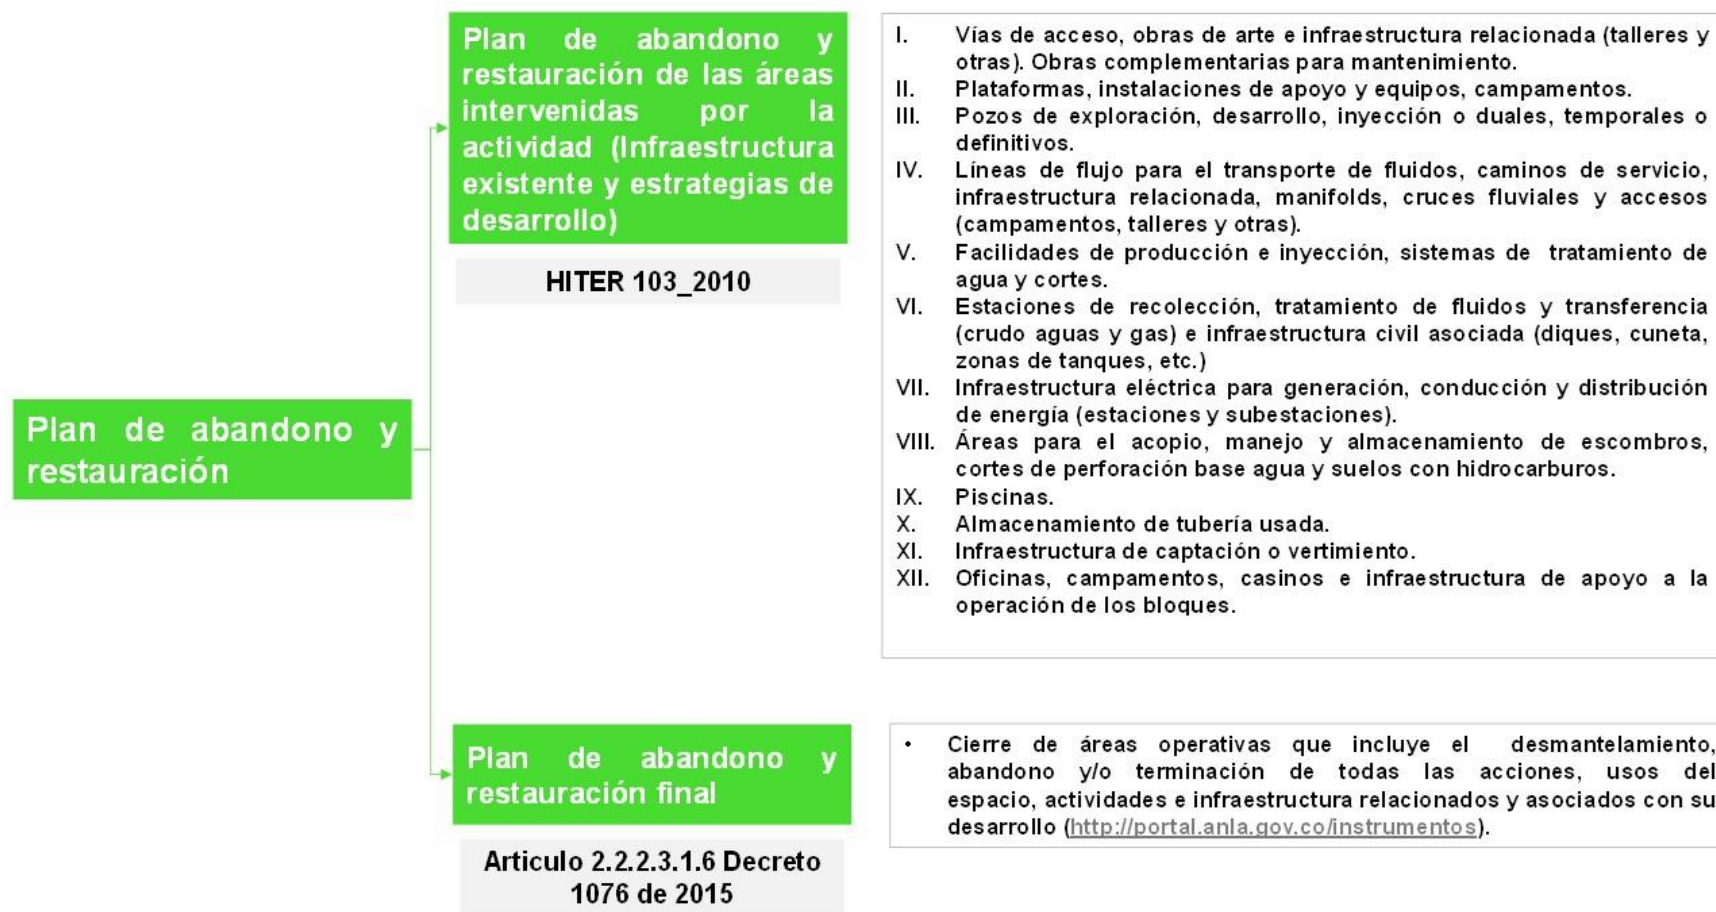 Plan de abandono y
restauración
Plan de abandono y
restauración de las áreas
intervenidas por la
actividad (Infraestructura
existente y estrategias de
desarrollo)
HITER 103_2010
I. Vías de acceso, obras de arte e infraestructura relacionada (talleres y
otras). Obras complementarias para mantenimiento.
II. Plataformas, instalaciones de apoyo y equipos, campamentos.
III. Pozos de exploración, desarrollo, inyección o duales, temporales o
definitivos.
IV. Líneas de flujo para el transporte de fluidos, caminos de servicio,
infraestructura relacionada, manifolds, cruces fluviales y accesos
(campamentos, talleres y otras).
V. Facilidades de producción e inyección, sistemas de tratamiento de
agua y cortes.
VI. Estaciones de recolección, tratamiento de fluidos y transferencia
(crudo aguas y gas) e infraestructura civil asociada (diques, cuneta,
zonas de tanques, etc.)
VII. Infraestructura eléctrica para generación, conducción y distribución
de energía (estaciones y subestaciones).
VIII. Áreas para el acopio, manejo y almacenamiento de escombros,
cortes de perforación base agua y suelos con hidrocarburos.
IX. Piscinas.
X. Almacenamiento de tubería usada.
XI. Infraestructura de captación o vertimiento.
XII. Oficinas, campamentos, casinos e infraestructura de apoyo a la
operación de los bloques.
Plan de abandono y
restauración final
Articulo 2.2.2.3.1.6 Decreto
1076 de 2015
• Cierre de áreas operativas que incluye el desmantelamiento,
abandono y/o terminación de todas las acciones, usos del
espacio, actividades e infraestructura relacionados y asociados con su
desarrollo (http://portal.anla.gov.co/instrumentos).